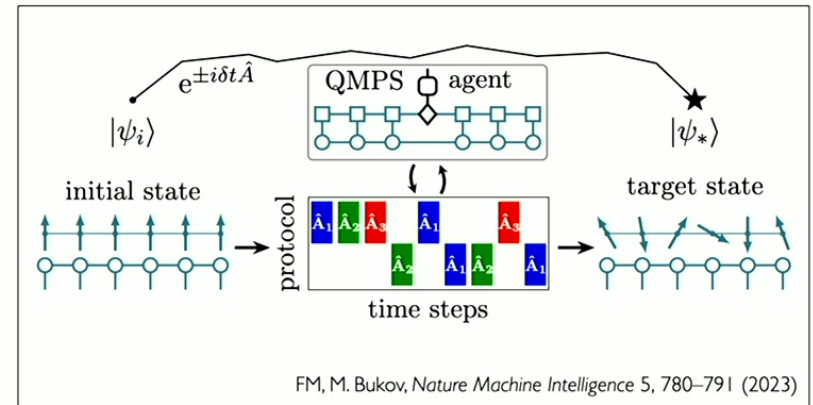 e^{±iδtÂ}
QMPS agent
|ψ_i⟩
|ψ_*⟩
initial state
target state
protocol
Â₁ Â₂ Â₃ Â₁ Â₃
Â₂ Â₁ Â₂ Â₁
time steps
FM, M. Bukov, Nature Machine Intelligence 5, 780–791 (2023)